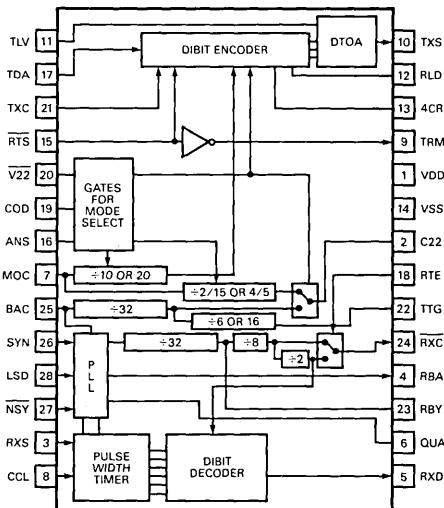 TLV 11 DTOA 10 TXS
TDA 17 DIBIT ENCODER 12 RLD
TXC 21 13 4CR
RTS 15 9 TRM
V22 20 1 VDD
COD 19 GATES FOR MODE SELECT 14 VSS
ANS 16 2 C22
MOC 7 ÷10 OR 20 18 RTE
÷2/15 OR 4/5
BAC 25 ÷32 22 TTG
÷6 OR 16
SYN 26 ÷32 ÷8 24 RXC
÷2
LSD 28 PLL 4 RBA
NSY 27 23 RBY
6 QUA
RXS 3
CCL 8 PULSE WIDTH TIMER DIBIT DECODER 5 RXD